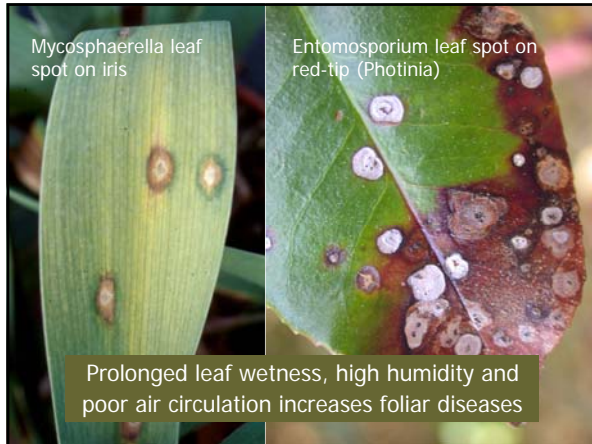 Mycosphaerella leaf
spot on iris
Entomosporium leaf spot on
red-tip (Photinia)
Prolonged leaf wetness, high humidity and
poor air circulation increases foliar diseases